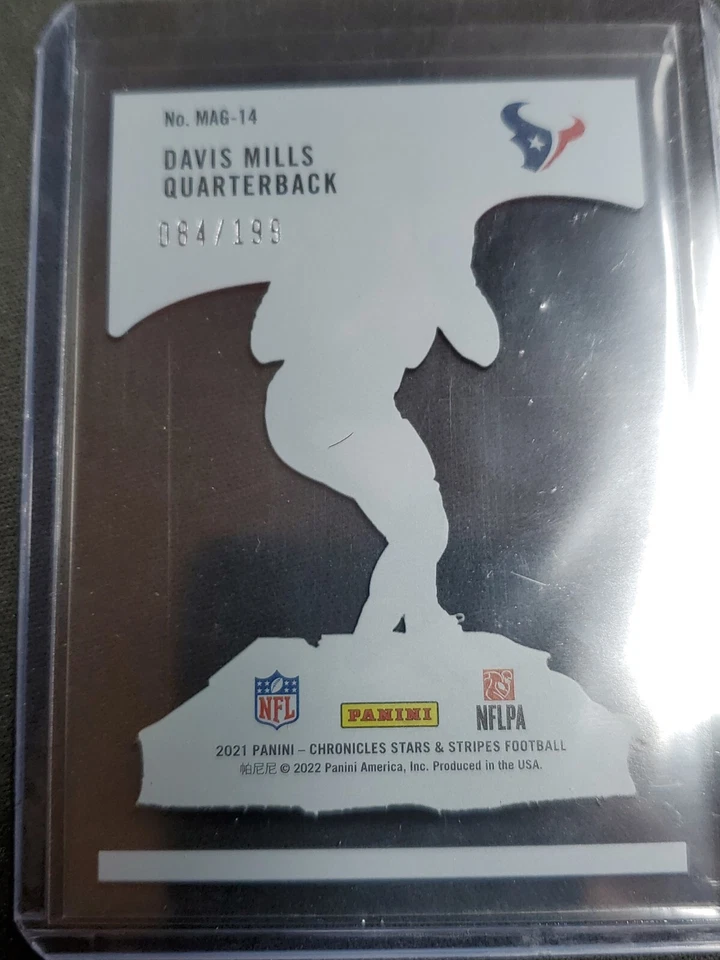 No. MAG-14
DAVIS MILLS
QUARTERBACK
084/199
NFL
PANINI
NFLPA
2021 PANINI – CHRONICLES STARS & STRIPES FOOTBALL
帕尼尼 © 2022 Panini America, Inc. Produced in the USA.